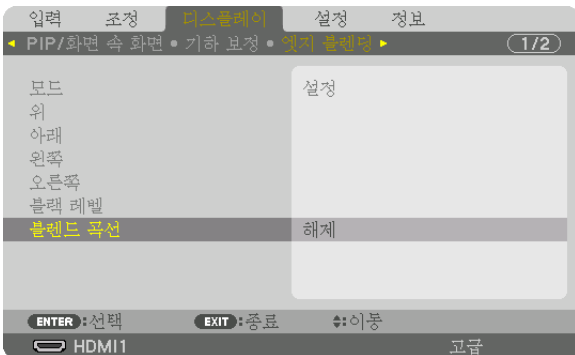 입력 조정 디스플레이 설정 정보
◀ PIP/화면 속 화면 ● 기하 보정 ● 엣지 블렌딩 ▶ 1/2
모드 설정
위
아래
왼쪽
오른쪽
블랙 레벨
블렌드 곡선 해제
ENTER :선택 EXIT :종료 ◆:이동
HDMI1 고급